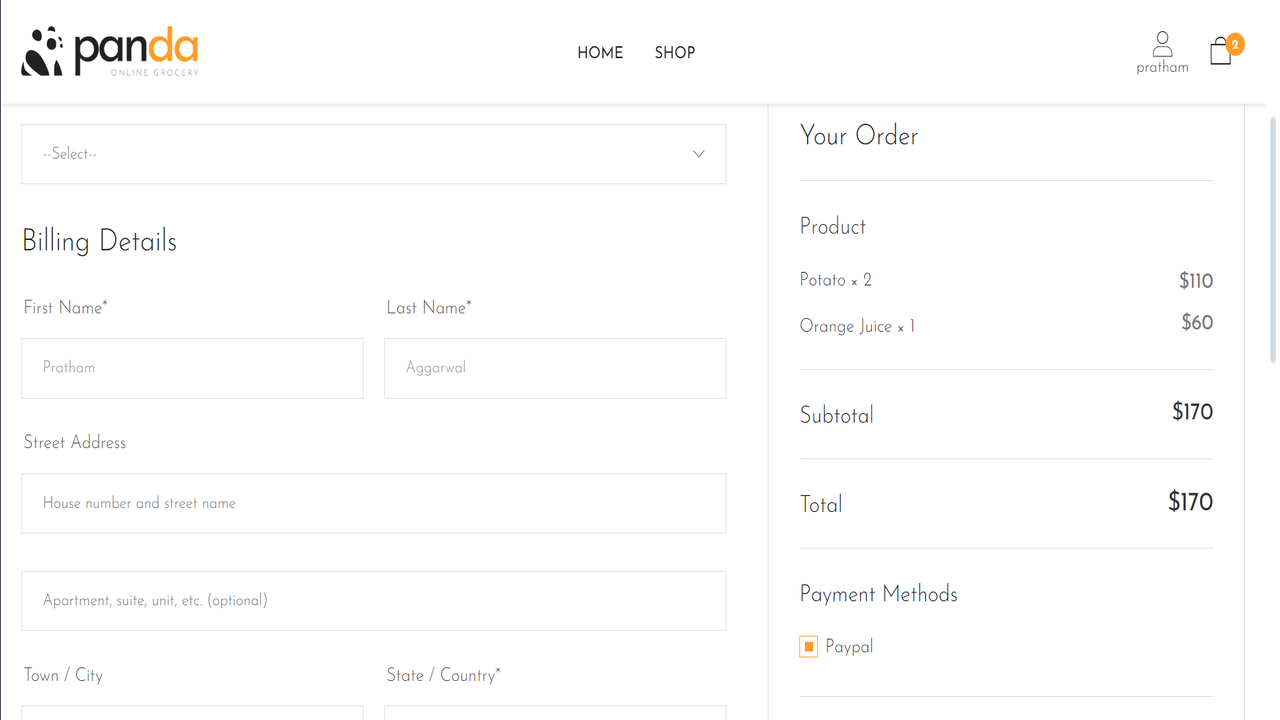 panda
ONLINE GROCERY
HOME SHOP
pratham
2
--Select--
Billing Details
First Name* Last Name*
Pratham Aggarwal
Street Address
House number and street name
Apartment, suite, unit, etc. (optional)
Town / City State / Country*
Your Order
Product
Potato × 2 $110
Orange Juice × 1 $60
Subtotal $170
Total $170
Payment Methods
Paypal